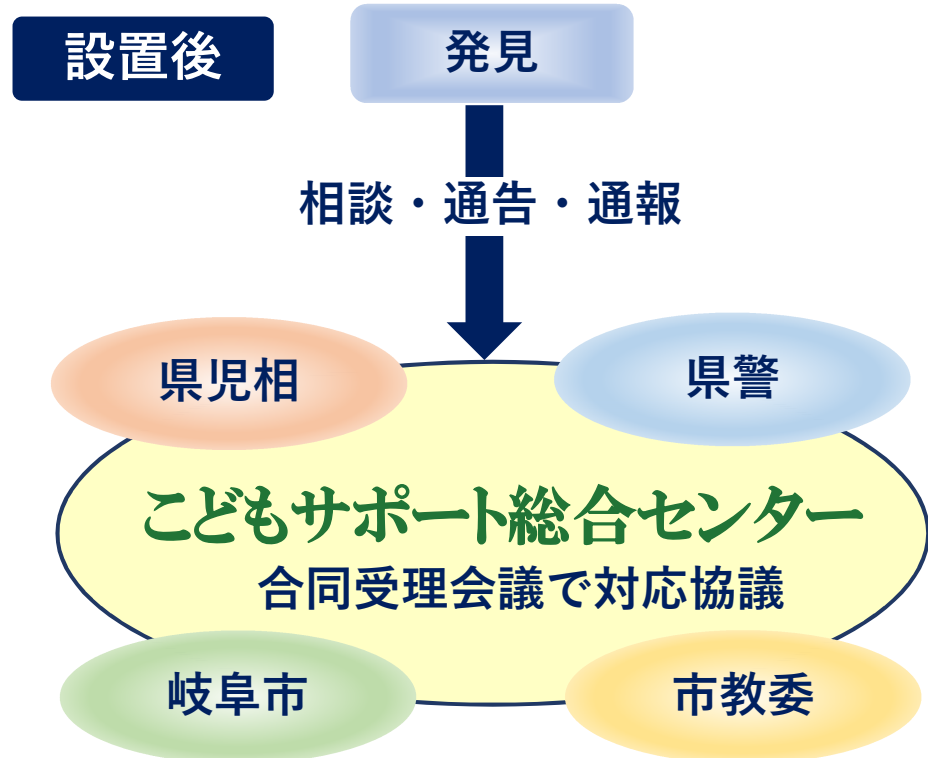 設置後
発見
相談・通告・通報
県児相
県警
こどもサポート総合センター
合同受理会議で対応協議
岐阜市
市教委